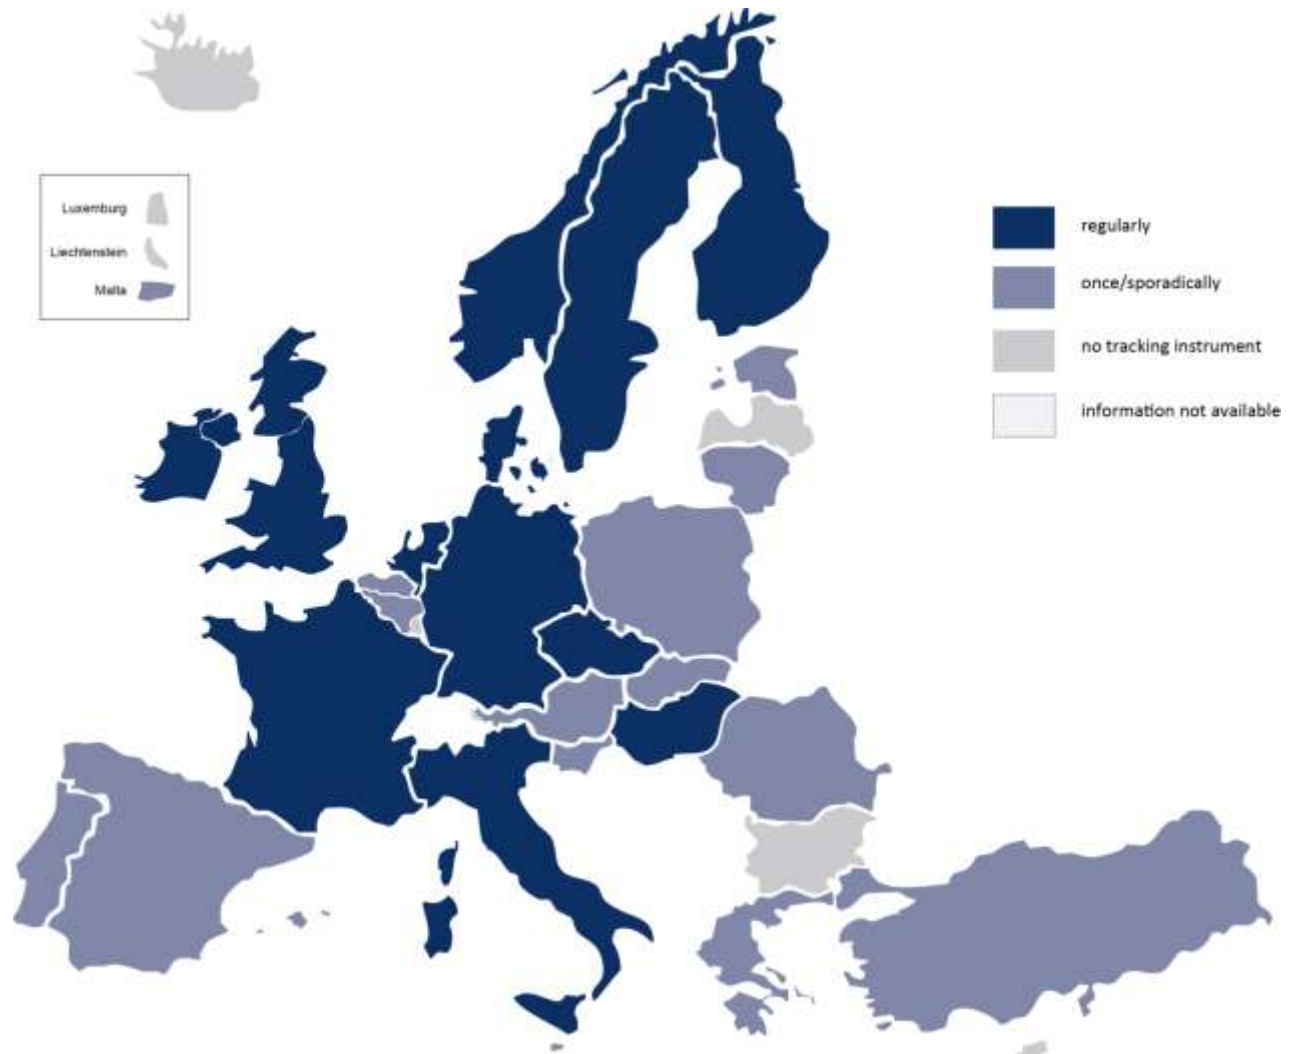 Luxemburg
Liechtenstein
Malta
regularly
once/sporadically
no tracking instrument
information not available